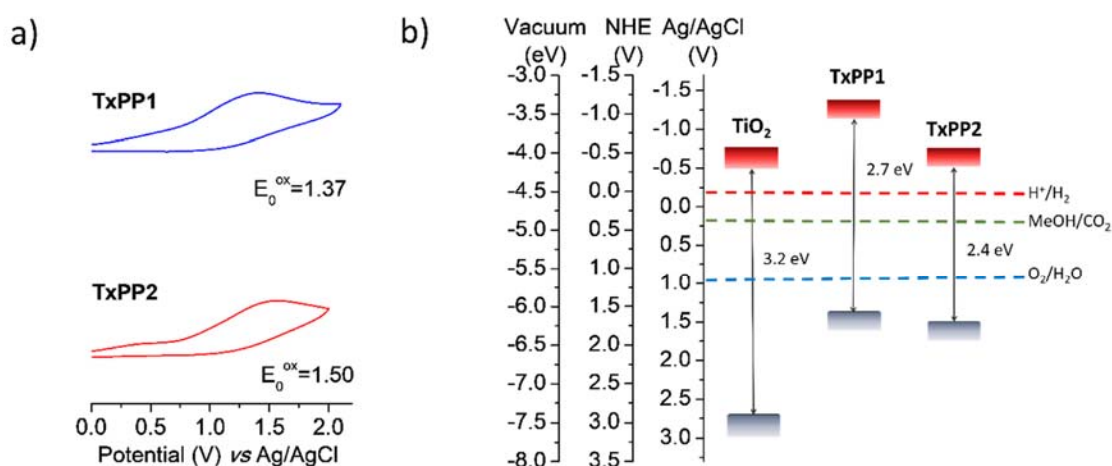 a)
TxPP1
E₀ᵒˣ=1.37
TxPP2
E₀ᵒˣ=1.50
0.0 0.5 1.0 1.5 2.0
Potential (V) vs Ag/AgCl
b)
Vacuum NHE Ag/AgCl
(eV) (V) (V)
-3.0
-3.5
-4.0
-4.5
-5.0
-5.5
-6.0
-6.5
-7.0
-7.5
-8.0
-1.5
-1.0
-0.5
0.0
0.5
1.0
1.5
2.0
2.5
3.0
3.5
-1.5
-1.0
-0.5
0.0
0.5
1.0
1.5
2.0
2.5
3.0
TiO₂
3.2 eV
TxPP1
2.7 eV
TxPP2
2.4 eV
H⁺/H₂
MeOH/CO₂
O₂/H₂O